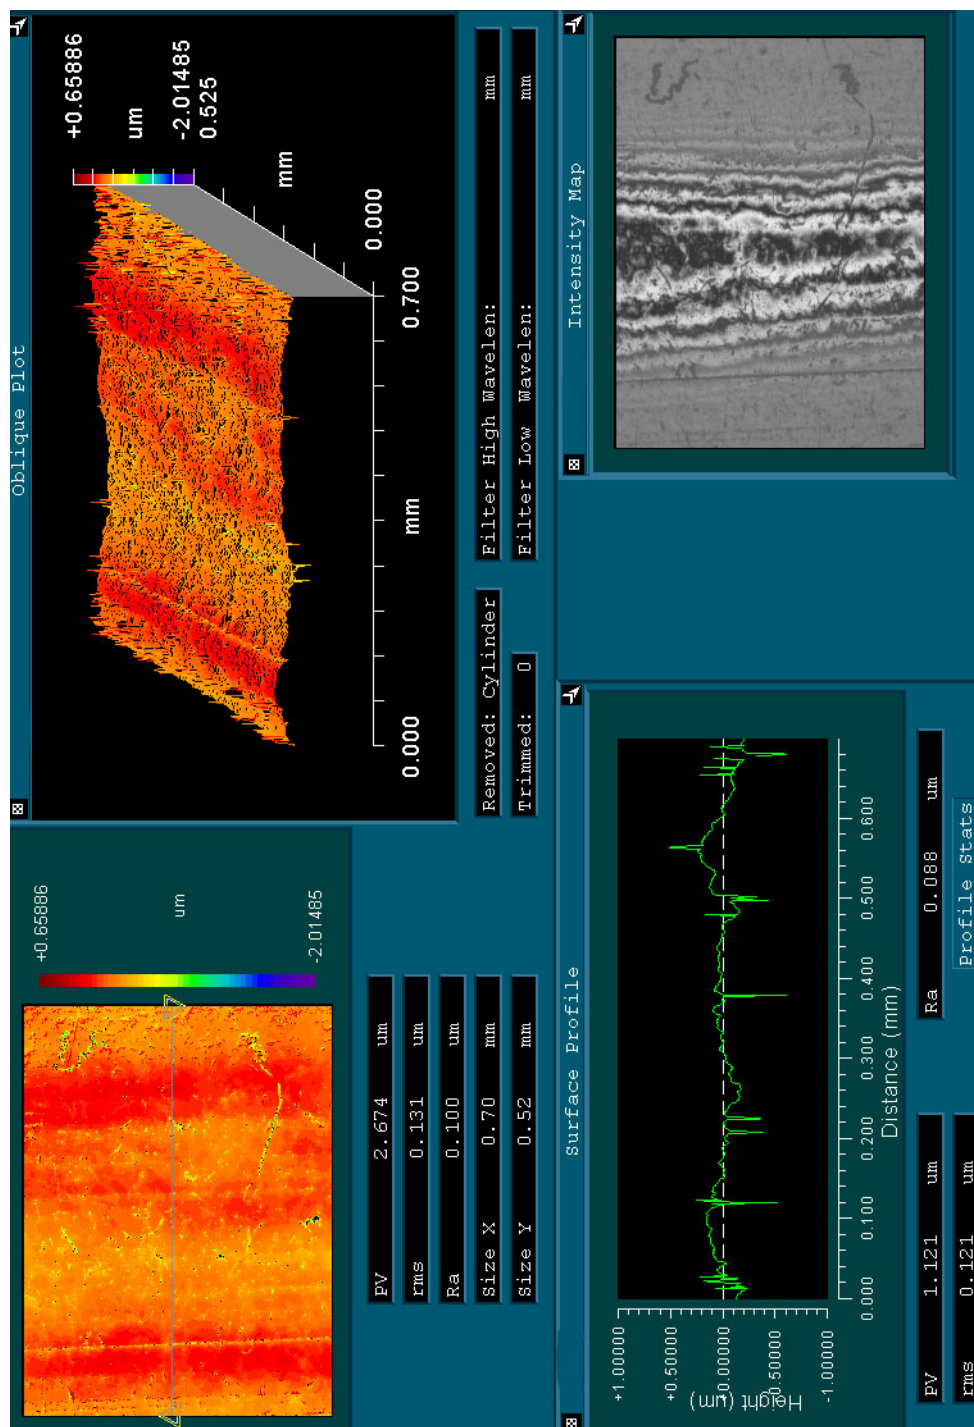 +0.65886
um
-2.01485
PV 2.674 um
rms 0.131 um
Ra 0.100 um
Size X 0.70 mm
Size Y 0.52 mm
Oblique Plot
+0.65886
um
-2.01485
0.525
mm
0.000
0.700
mm
0.000
Removed: Cylinder
Trimmed: 0
Filter High Wavelen: mm
Filter Low Wavelen: mm
Surface Profile
+1.00000
+0.50000
+0.00000
-0.50000
-1.00000
Height (um)
0.000 0.100 0.200 0.300 0.400 0.500 0.600
Distance (mm)
PV 1.121 um
rms 0.121 um
Ra 0.088 um
Profile Stats
Intensity Map